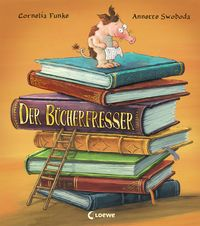 Cornelia Funke Annette Swoboda
DER BÜCHERFRESSER
LOEWE